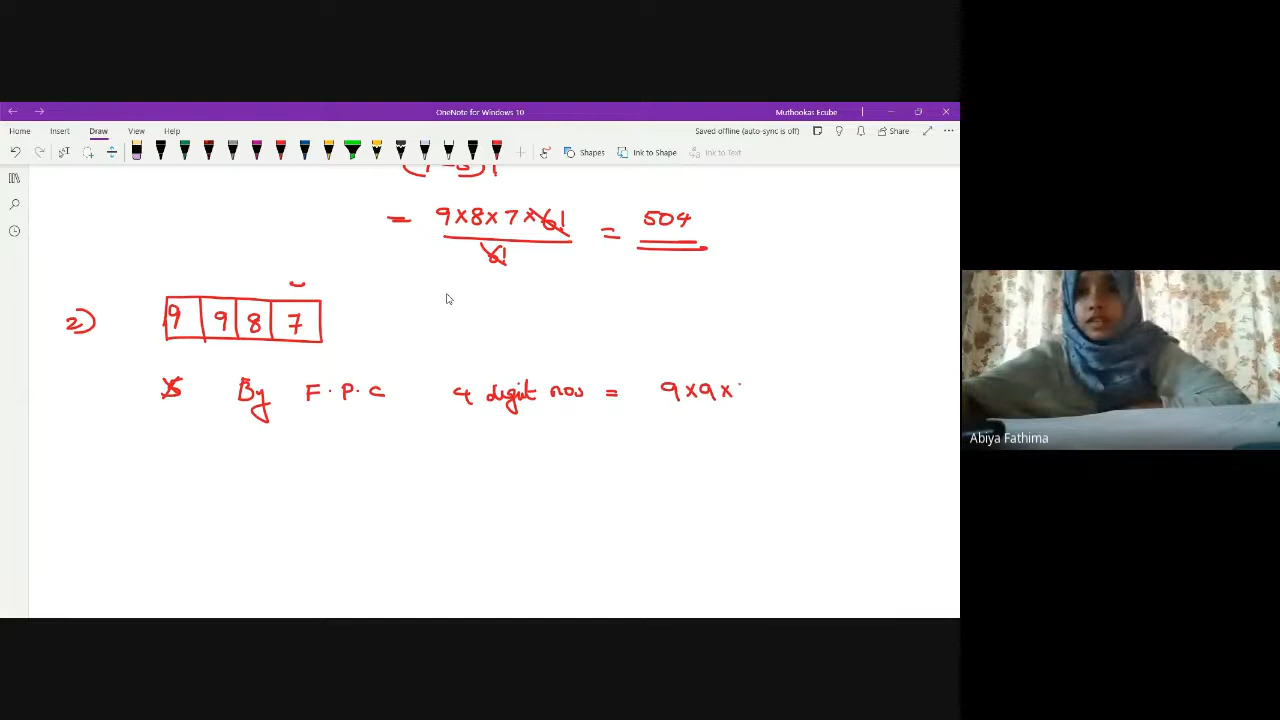 OneNote for Windows 10
Muthookas Ecube
Home Insert Draw View Help
Saved offline (auto-sync is off)
Share
Shapes
Ink to Shape
Ink to Text
= 9×8×7×6!
6!
= 504
2) 9 9 8 7
By F.P.C 4 digit nos = 9×9×
Abiya Fathima